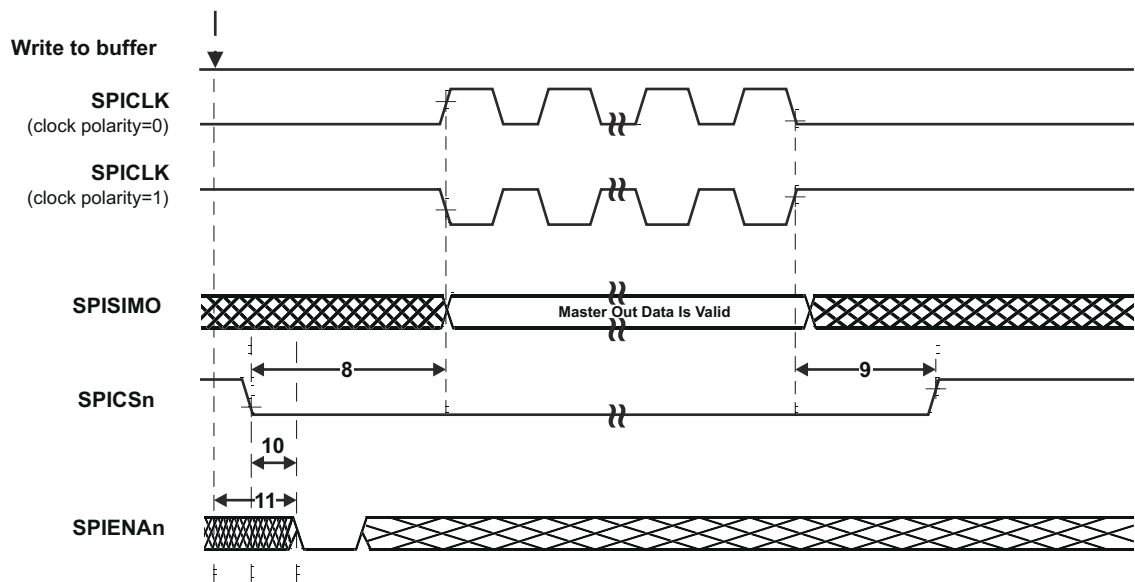 Write to buffer
SPICLK
(clock polarity=0)
SPICLK
(clock polarity=1)
SPISIMO
Master Out Data Is Valid
8
9
SPICSn
10
11
SPIENAn